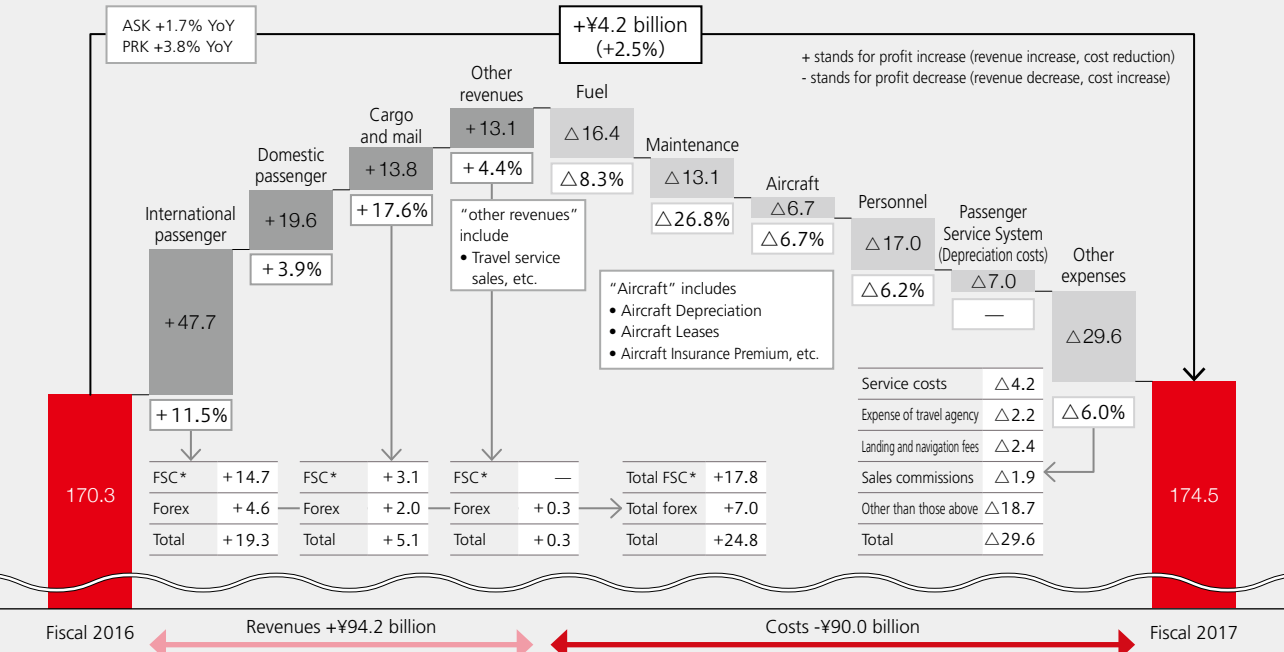 ASK +1.7% YoY
PRK +3.8% YoY
+¥4.2 billion
(+2.5%)
+ stands for profit increase (revenue increase, cost reduction)
- stands for profit decrease (revenue decrease, cost increase)
170.3
International
passenger
+47.7
+11.5%
Domestic
passenger
+19.6
+3.9%
Cargo
and mail
+13.8
+17.6%
Other
revenues
+13.1
+4.4%
"other revenues"
include
• Travel service
sales, etc.
Fuel
△16.4
△8.3%
Maintenance
△13.1
△26.8%
Aircraft
△6.7
△6.7%
"Aircraft" includes
• Aircraft Depreciation
• Aircraft Leases
• Aircraft Insurance Premium, etc.
Personnel
△17.0
△6.2%
Passenger
Service System
(Depreciation costs)
△7.0
—
Other
expenses
△29.6
△6.0%
174.5
FSC* +14.7
Forex +4.6
Total +19.3
FSC* +3.1
Forex +2.0
Total +5.1
FSC* —
Forex +0.3
Total +0.3
Total FSC* +17.8
Total forex +7.0
Total +24.8
Service costs △4.2
Expense of travel agency △2.2
Landing and navigation fees △2.4
Sales commissions △1.9
Other than those above △18.7
Total △29.6
Fiscal 2016
Revenues +¥94.2 billion
Costs -¥90.0 billion
Fiscal 2017